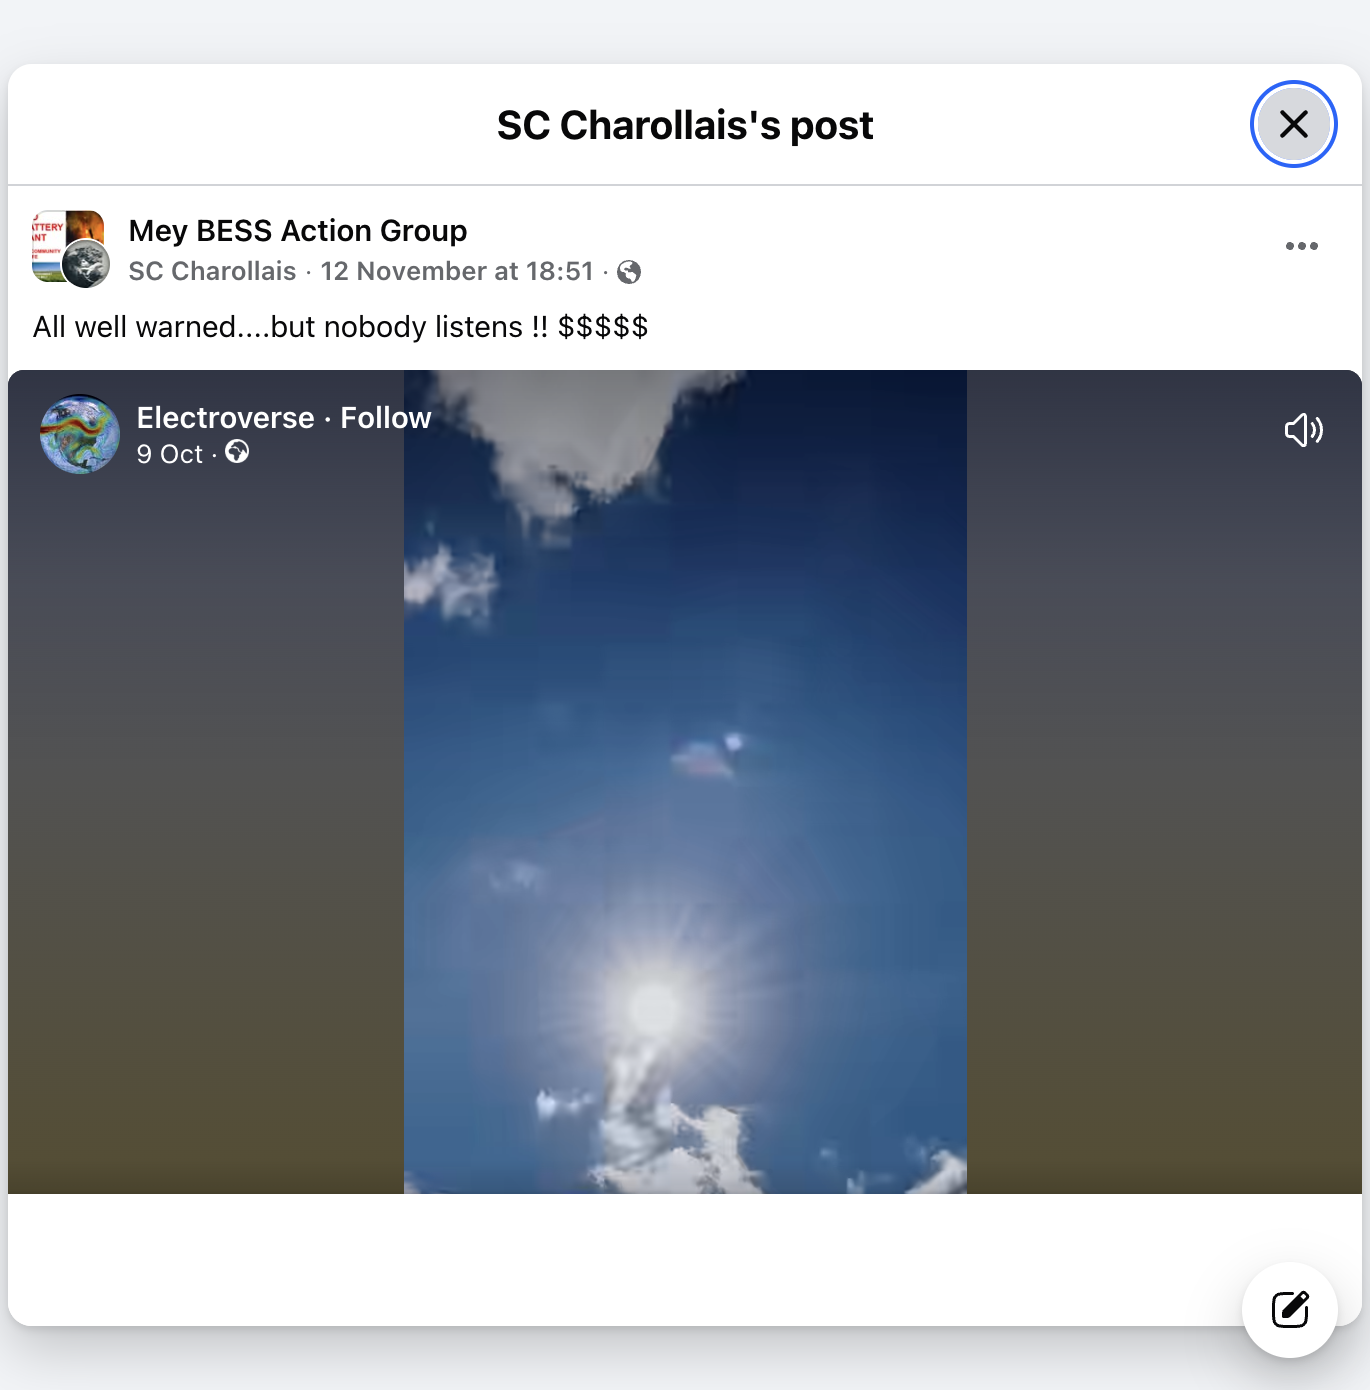 SC Charollais's post
Mey BESS Action Group
SC Charollais · 12 November at 18:51 ·
All well warned....but nobody listens !! $$$$$
Electroverse · Follow
9 Oct ·